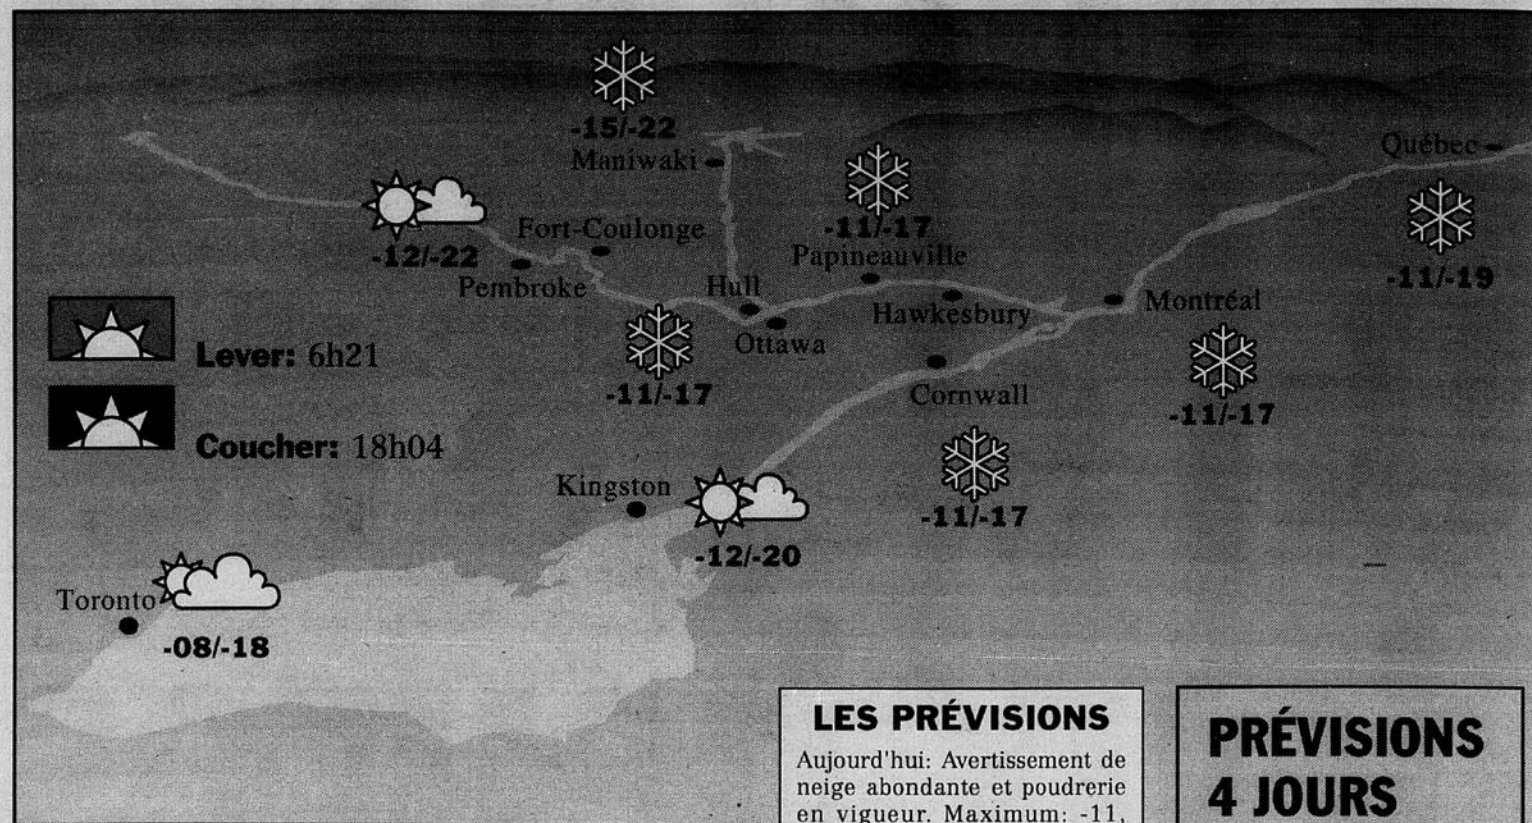 -15/-22
Maniwaki
Québec
-11/-17
Papineauville
Fort-Coulonge
-12/-22
Pembroke
-11/-19
Hull
Hawkesbury
Montréal
Ottawa
Lever: 6h21
-11/-17
Cornwall
-11/-17
Coucher: 18h04
Kingston
-11/-17
-12/-20
Toronto
-08/-18
LES PRÉVISIONS
Aujourd'hui: Avertissement de
neige abondante et poudrerie
en vigueur. Maximum: -11,
PRÉVISIONS
4 JOURS